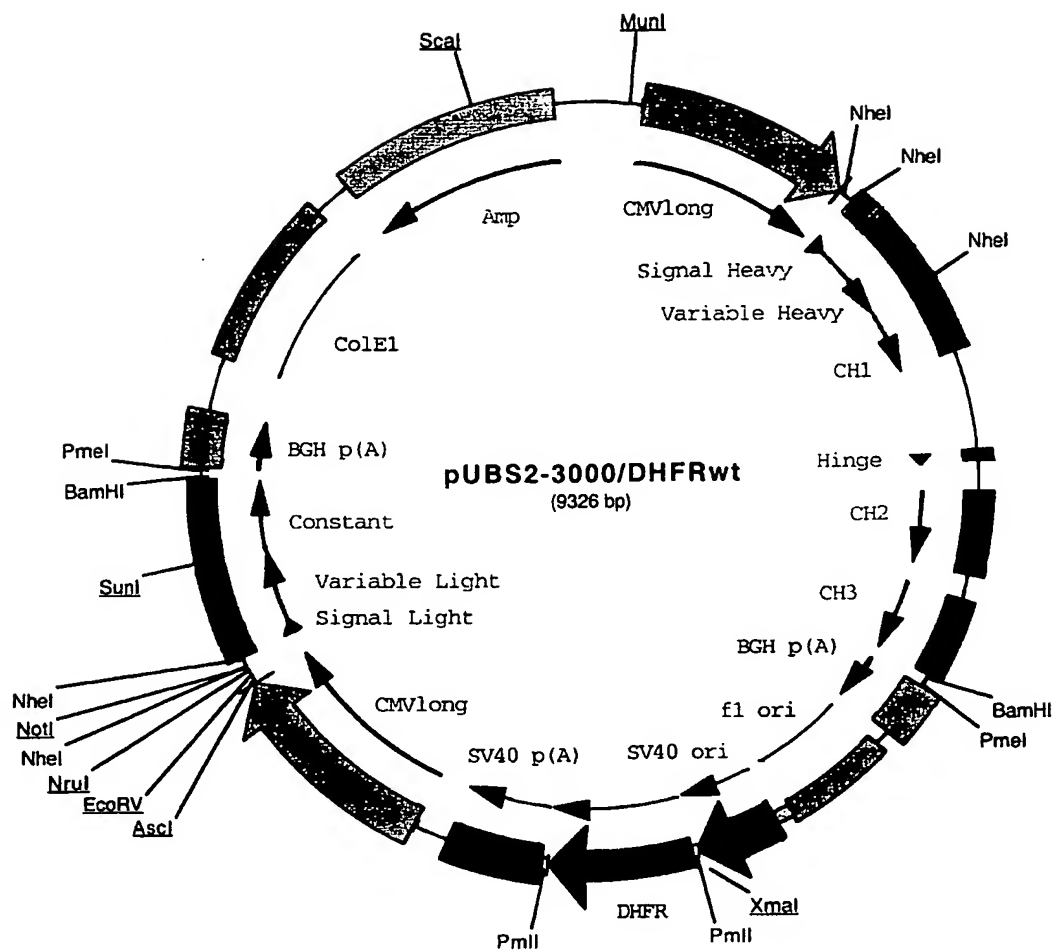 ScaI
MunI
NheI
NheI
NheI
Amp
CMVlong
Signal Heavy
Variable Heavy
ColE1
CH1
PmeI
BamHI
BGH p(A)
pUBS2-3000/DHFRwt
(9326 bp)
Hinge
CH2
Constant
SunI
Variable Light
Signal Light
CH3
BGH p(A)
NheI
NotI
NheI
NruI
EcoRV
AscI
CMVlong
f1 ori
BamHI
PmeI
SV40 p(A)
SV40 ori
DHFR
XmaI
PmlI
PmlI